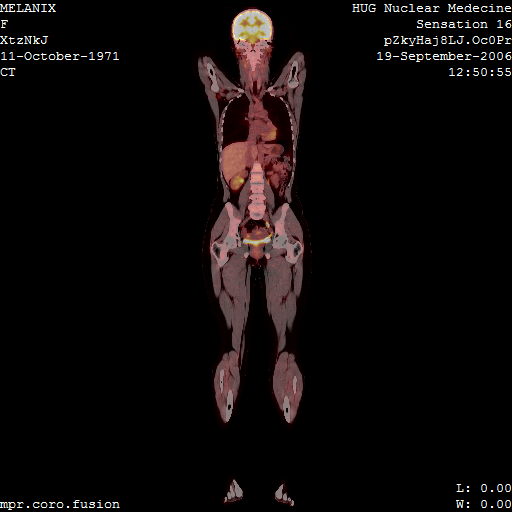 MELANIX
F
XtzNkJ
11-October-1971
CT
HUG Nuclear Medecine
Sensation 16
pZkyHaj8LJ.Oc0Pr
19-September-2006
12:50:55
mpr.coro.fusion
L: 0.00
W: 0.00